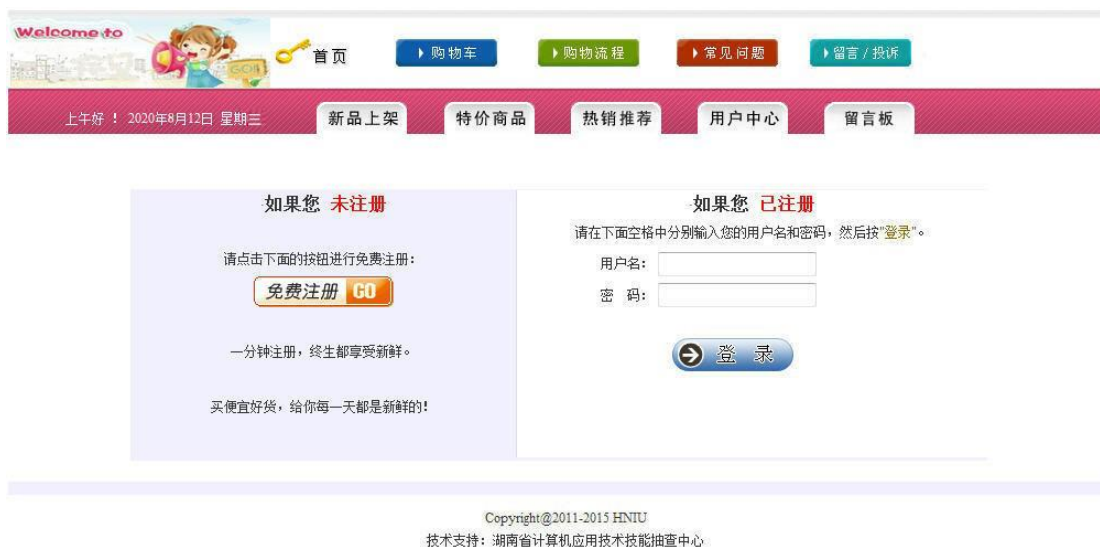 Welcome to
GO!!
首页
购物车
购物流程
常见问题
留言 / 投诉
上午好 ！ 2020年8月12日 星期三
新品上架
特价商品
热销推荐
用户中心
留言板
如果您 未注册
请点击下面的按钮进行免费注册：
免费注册 GO
一分钟注册，终生都享受新鲜。
买便宜好货，给你每一天都是新鲜的!
如果您 已注册
请在下面空格中分别输入您的用户名和密码，然后按"登录"。
用户名：
密 码：
登 录
Copyright@2011-2015 HNIU
技术支持：湖南省计算机应用技术技能抽查中心